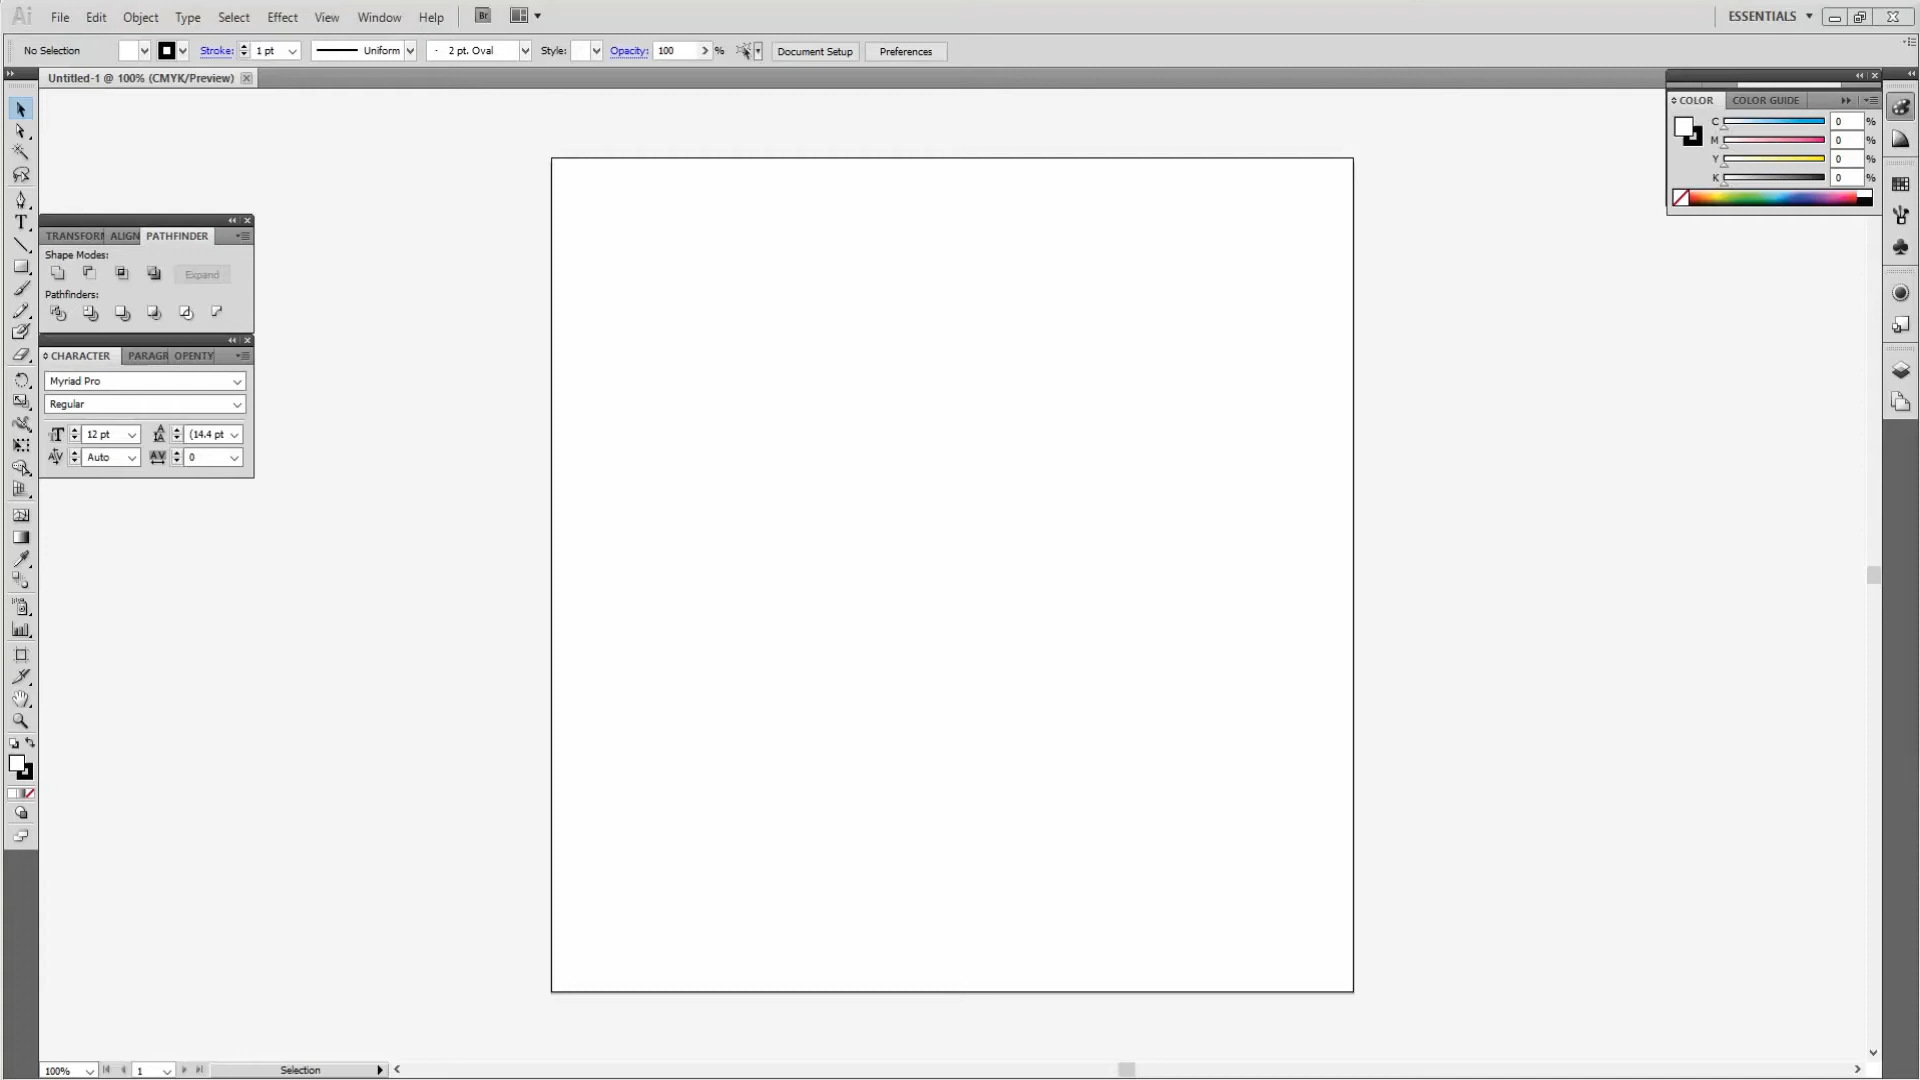 Ai File Edit Object Type Select Effect View Window Help Br ESSENTIALS
No Selection Stroke: 1 pt Uniform 2 pt. Oval Style: Opacity: 100 % Document Setup Preferences
Untitled-1 @ 100% (CMYK/Preview)
COLOR COLOR GUIDE
C 0 %
M 0 %
Y 0 %
K 0 %
TRANSFORM ALIGN PATHFINDER
Shape Modes:
Expand
Pathfinders:
CHARACTER PARAGR OPENTY
Myriad Pro
Regular
12 pt (14.4 pt
Auto 0
100% 1 Selection